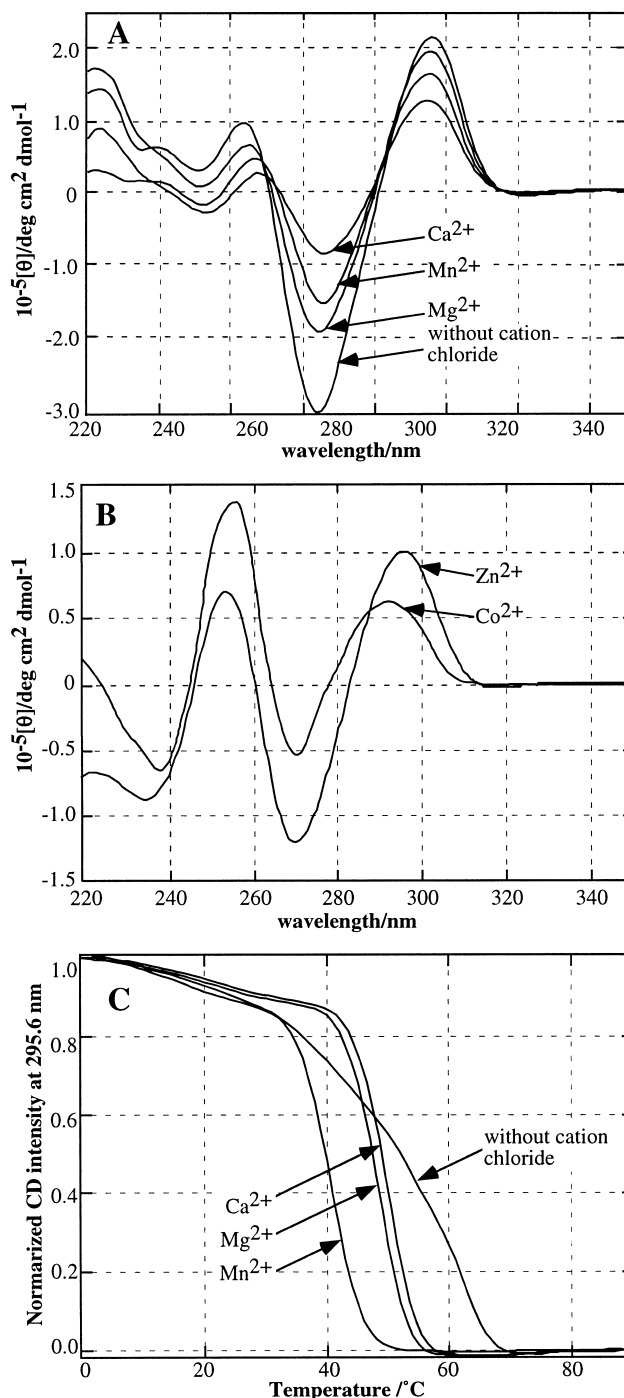 A
2.0
1.0
0
-1.0
-2.0
-3.0
10-5[θ]/deg cm2 dmol-1
Ca2+
Mn2+
Mg2+
without cation
chloride
220 240 260 280 300 320 340
wavelength/nm
B
1.5
1.0
0.5
0
-0.5
-1.0
-1.5
10-5[θ]/deg cm2 dmol-1
Zn2+
Co2+
220 240 260 280 300 320 340
wavelength/nm
C
1.0
0.8
0.6
0.4
0.2
0.0
Normarized CD intensity at 295.6 nm
without cation
chloride
Ca2+
Mg2+
Mn2+
0 20 40 60 80
Temperature /°C